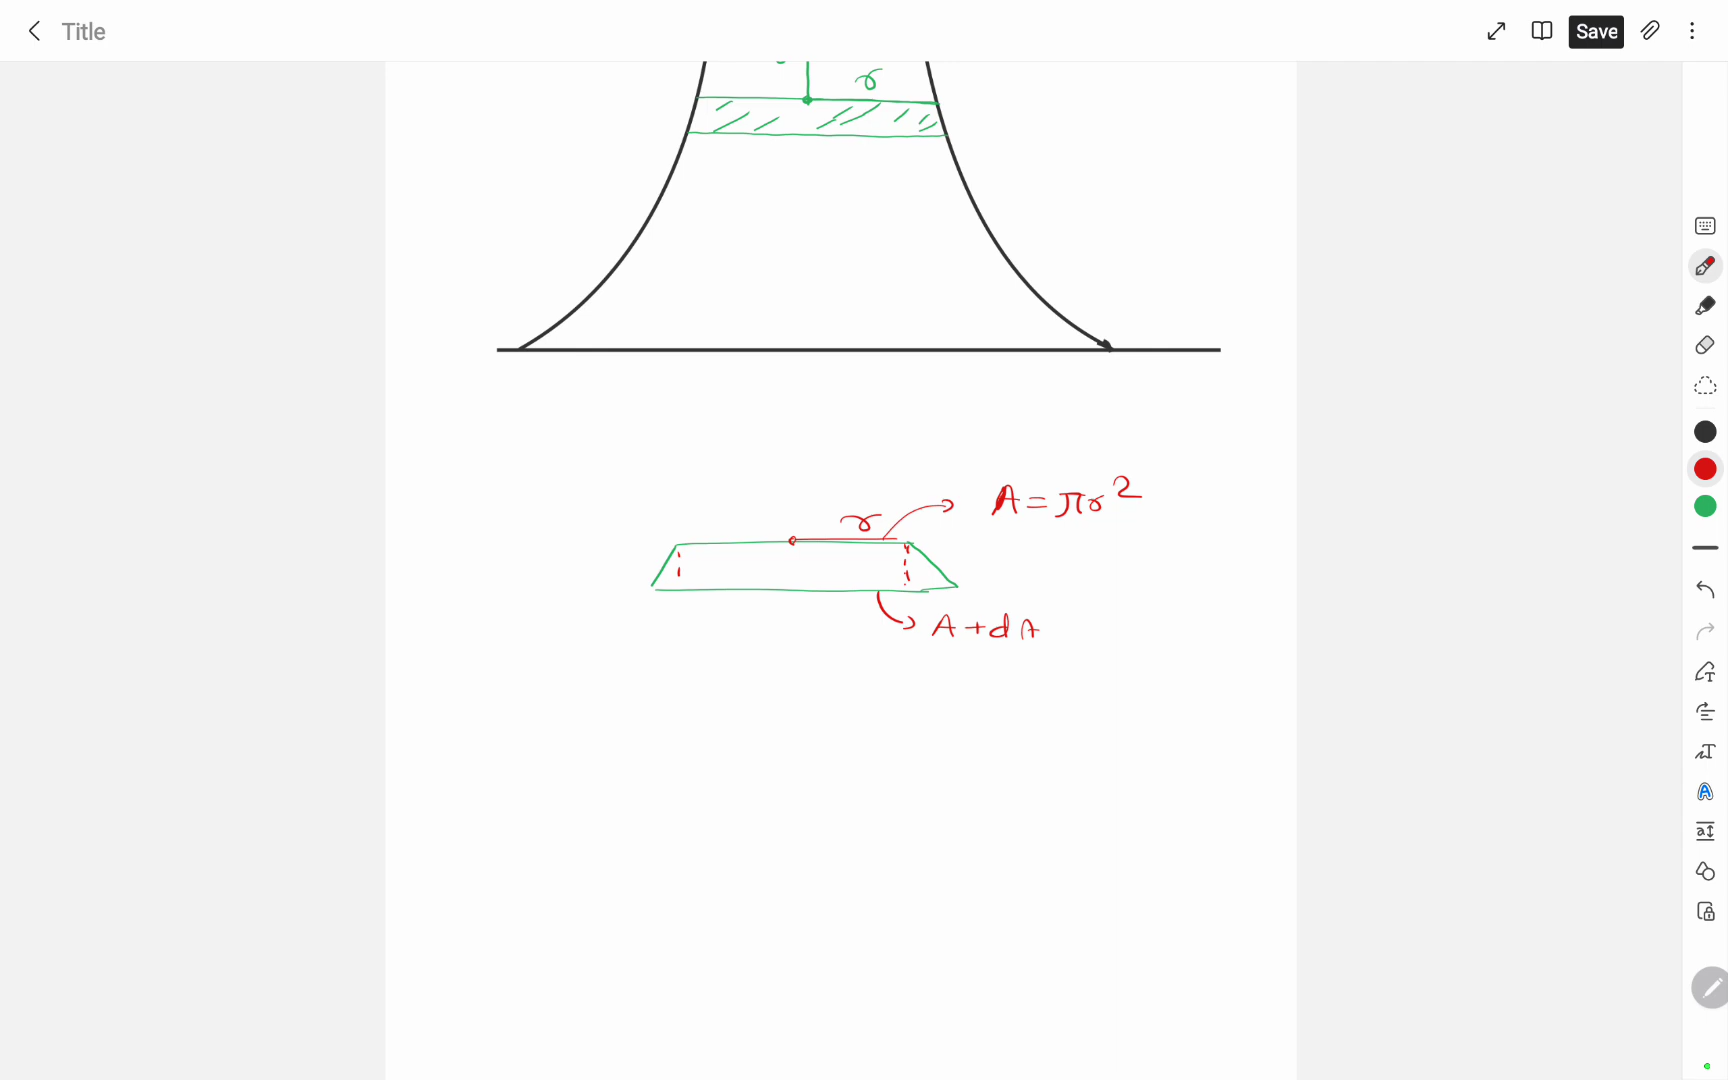 Title
Save
r
A = πr²
r
A + dA